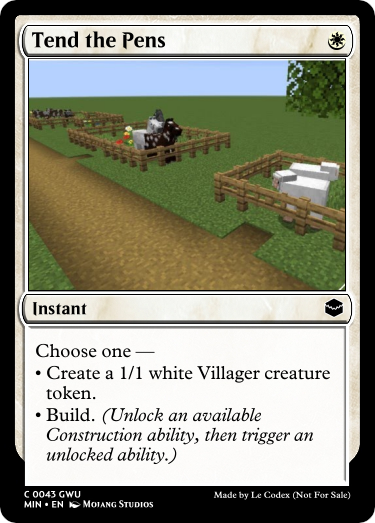 Tend the Pens
Instant
Choose one —
• Create a 1/1 white Villager creature
token.
• Build. (Unlock an available
Construction ability, then trigger an
unlocked ability.)
C 0043 GWU
MIN • EN Mojang Studios
Made by Le Codex (Not For Sale)